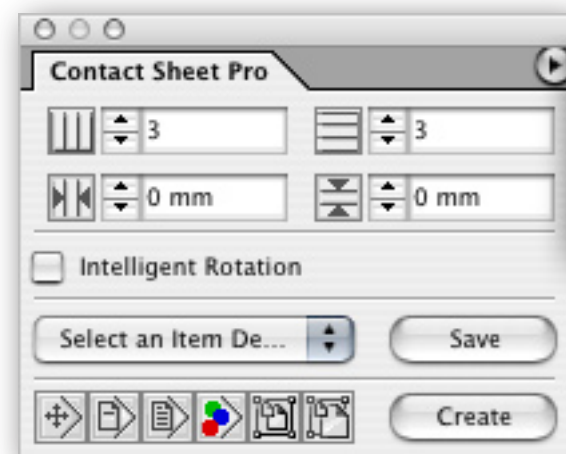 Contact Sheet Pro
3 3
0 mm 0 mm
Intelligent Rotation
Select an Item De... Save
Create